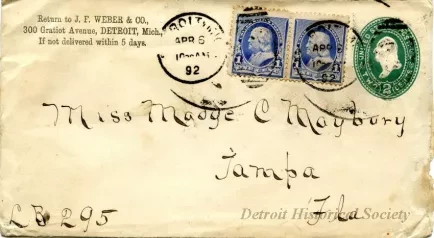 Return to J. P. WEBER & CO.,
300 Gratiot Avenue, DETROIT, Mich.,
If not delivered within 5 days.
APR 6
92
92
2
Miss Madge C Maybury
Tampa
Fla
LB 295
Detroit Historical Society